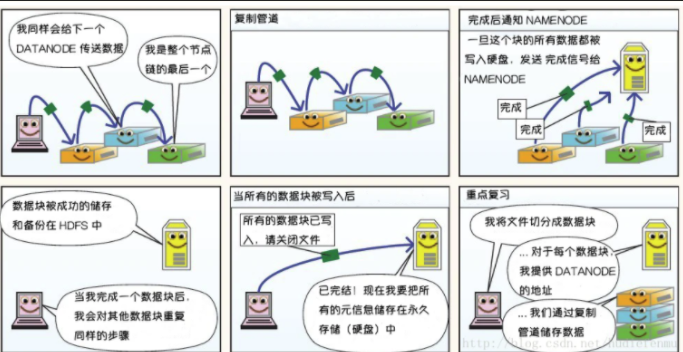 我同样会给下一个
DATANODE 传送数据
我是整个节点
链的最后一个
复制管道
完成后通知 NAMENODE
一旦这个块的所有数据都被
写入硬盘，发送 完成信号给
NAMENODE
完成
完成
完成
数据块被成功的储存
和备份在 HDFS 中
当我完成一个数据块后，
我会对其他数据块重复
同样的步骤
当所有的数据块被写入后
所有的数据块已写
入，请关闭文件
已完结！现在我要把所
有的元信息储存在永久
存储（硬盘）中
重点复习
我将文件切分成数据块
... 对于每个数据块，
我提供 DATANODE
的地址
... 我们通过复制
管道储存数据